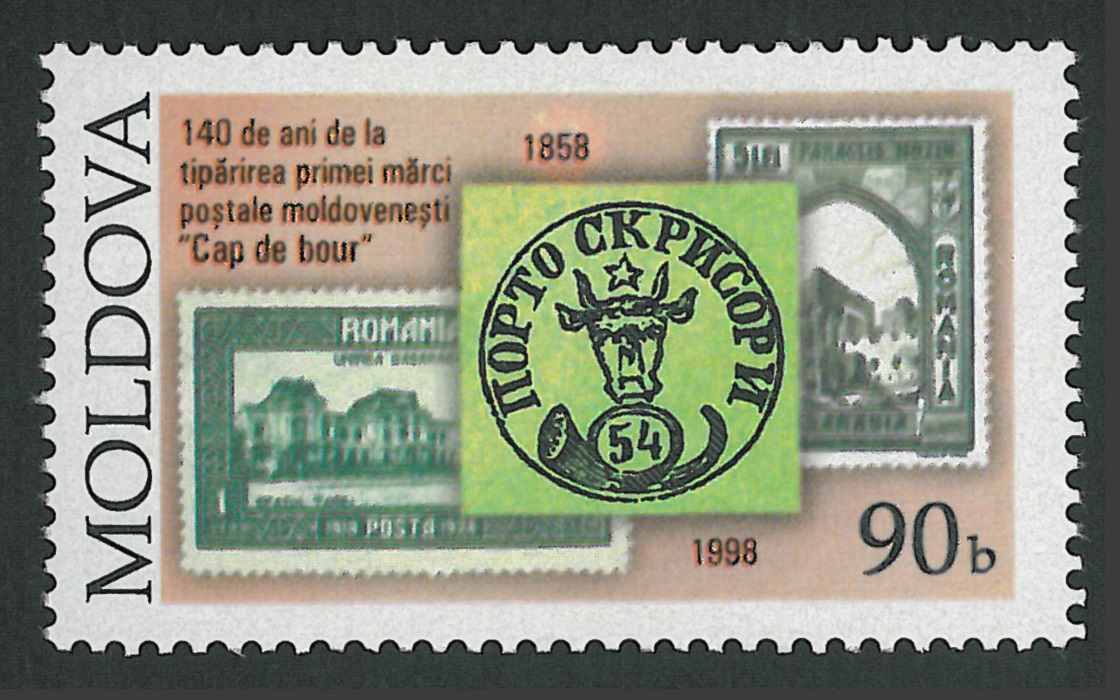 MOLDOVA
140 de ani de la
tipărirea primei mărci
poștale moldovenești
"Cap de bour"
1858
ПОРТО СКРИСОРИ
54
ROMANIA
POSTA
ROMANIA
1998
90b